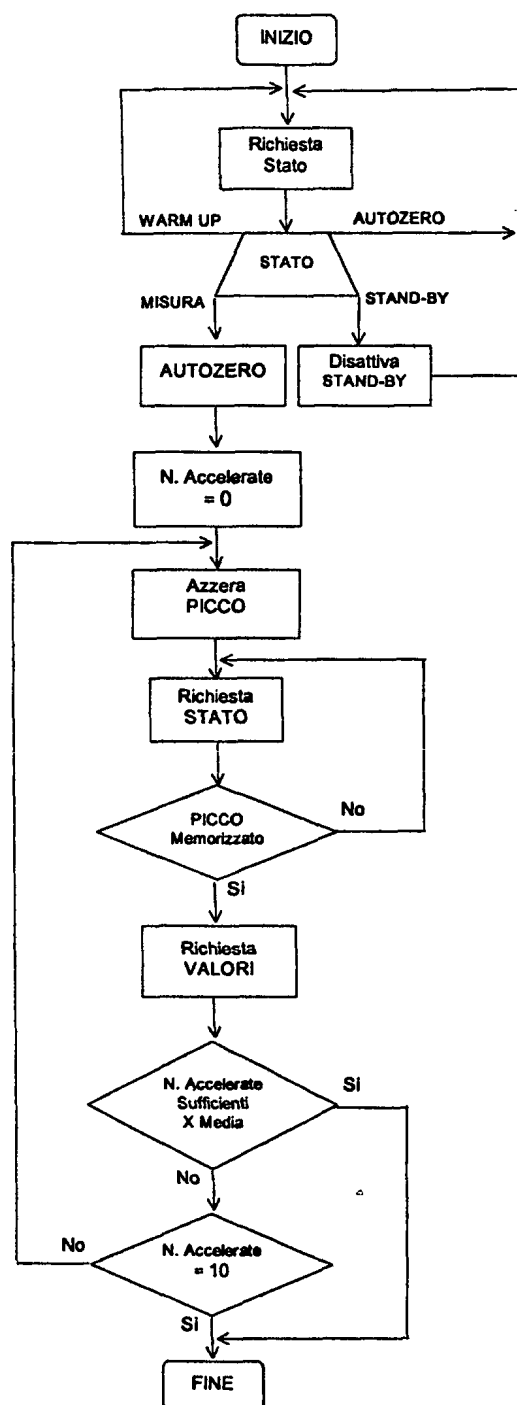 INIZIO
Richiesta
Stato
WARM UP
AUTOZERO
STATO
MISURA
STAND-BY
AUTOZERO
Disattiva
STAND-BY
N. Accelerate
= 0
Azzera
PICCO
Richiesta
STATO
PICCO
Memorizzato
No
Si
Richiesta
VALORI
N. Accelerate
Sufficienti
X Media
Si
No
No
N. Accelerate
= 10
Si
FINE